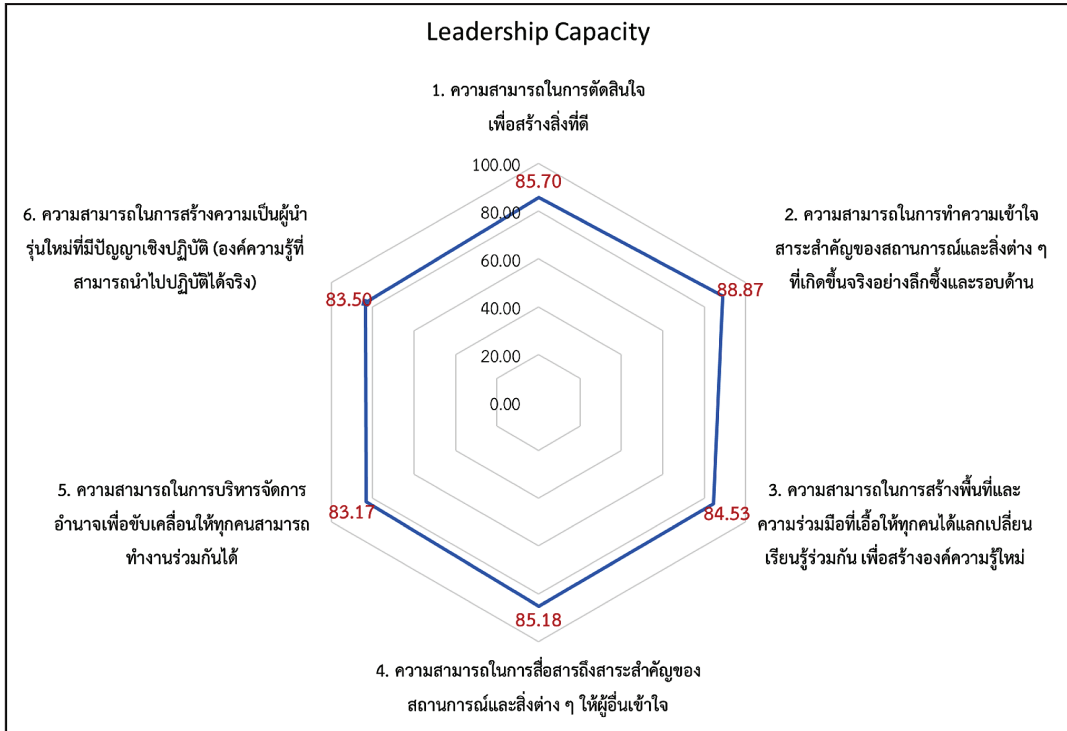 Leadership Capacity
1. ความสามารถในการตัดสินใจ
เพื่อสร้างสิ่งที่ดี
100.00
85.70
80.00
60.00
40.00
20.00
0.00
2. ความสามารถในการทำความเข้าใจ
สาระสำคัญของสถานการณ์และสิ่งต่าง ๆ
ที่เกิดขึ้นจริงอย่างลึกซึ้งและรอบด้าน
88.87
3. ความสามารถในการสร้างพื้นที่และ
ความร่วมมือที่เอื้อให้ทุกคนได้แลกเปลี่ยน
เรียนรู้ร่วมกัน เพื่อสร้างองค์ความรู้ใหม่
84.53
85.18
4. ความสามารถในการสื่อสารถึงสาระสำคัญของ
สถานการณ์และสิ่งต่าง ๆ ให้ผู้อื่นเข้าใจ
5. ความสามารถในการบริหารจัดการ
อำนาจเพื่อขับเคลื่อนให้ทุกคนสามารถ
ทำงานร่วมกันได้
83.17
6. ความสามารถในการสร้างความเป็นผู้นำ
รุ่นใหม่ที่มีปัญญาเชิงปฏิบัติ (องค์ความรู้ที่
สามารถนำไปปฏิบัติได้จริง)
83.50